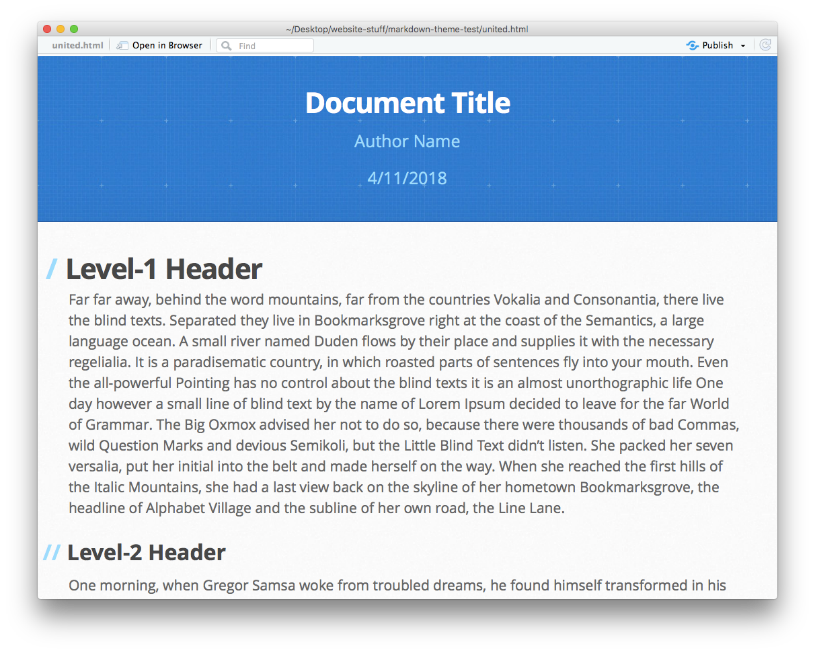 ~/Desktop/website-stuff/markdown-theme-test/united.html
united.html Open in Browser Find Publish
Document Title
Author Name
4/11/2018
/ Level-1 Header
Far far away, behind the word mountains, far from the countries Vokalia and Consonantia, there live
the blind texts. Separated they live in Bookmarksgrove right at the coast of the Semantics, a large
language ocean. A small river named Duden flows by their place and supplies it with the necessary
regelialia. It is a paradisematic country, in which roasted parts of sentences fly into your mouth. Even
the all-powerful Pointing has no control about the blind texts it is an almost unorthographic life One
day however a small line of blind text by the name of Lorem Ipsum decided to leave for the far World
of Grammar. The Big Oxmox advised her not to do so, because there were thousands of bad Commas,
wild Question Marks and devious Semikoli, but the Little Blind Text didn’t listen. She packed her seven
versalia, put her initial into the belt and made herself on the way. When she reached the first hills of
the Italic Mountains, she had a last view back on the skyline of her hometown Bookmarksgrove, the
headline of Alphabet Village and the subline of her own road, the Line Lane.
// Level-2 Header
One morning, when Gregor Samsa woke from troubled dreams, he found himself transformed in his